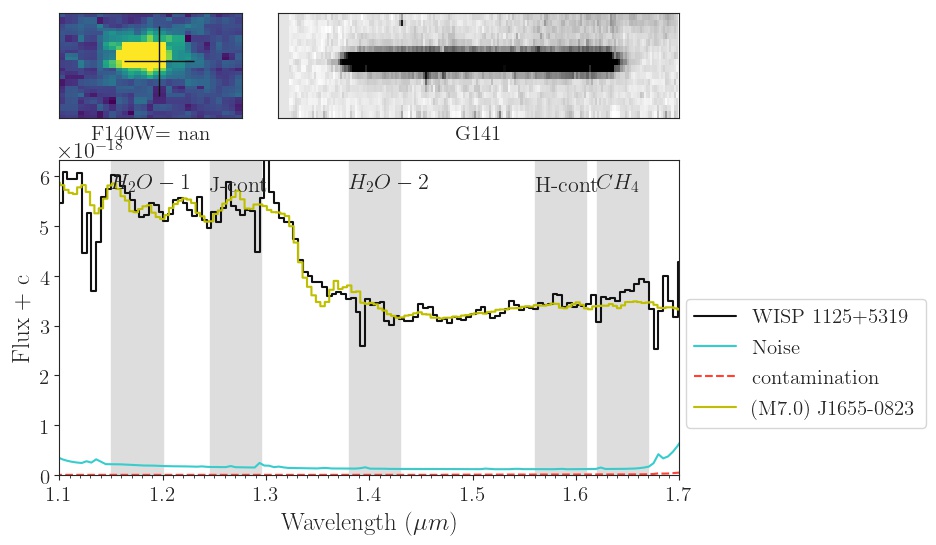 F140W= nan
G141
×10⁻¹⁸
H₂O − 1
J-cont
H₂O − 2
H-cont
CH₄
6
5
4
3
2
1
0
Flux + c
1.1
1.2
1.3
1.4
1.5
1.6
1.7
Wavelength (μm)
WISP 1125+5319
Noise
contamination
(M7.0) J1655-0823